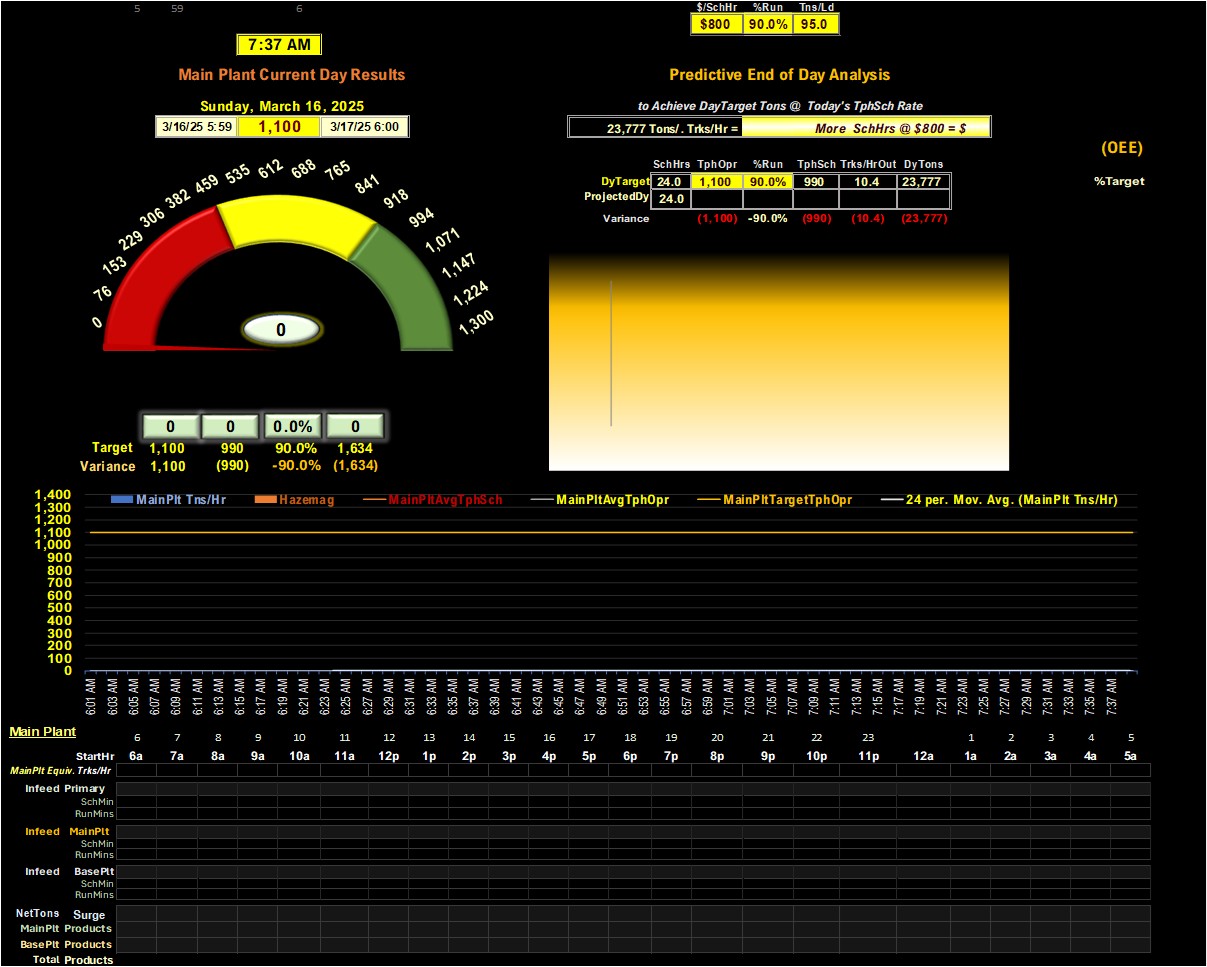 5 59 6
$/SchHr %Run Tns/Ld
$800 90.0% 95.0
7:37 AM
Main Plant Current Day Results
Predictive End of Day Analysis
Sunday, March 16, 2025
to Achieve DayTarget Tons @ Today's TphSch Rate
3/16/25 5:59 1,100 3/17/25 6:00
23,777 Tons/. Trks/Hr = More SchHrs @ $800 = $
(OEE)
%Target
SchHrs TphOpr %Run TphSch Trks/HrOut DyTons
DyTarget 24.0 1,100 90.0% 990 10.4 23,777
ProjectedDy 24.0
Variance (1,100) -90.0% (990) (10.4) (23,777)
0 76 153 229 306 382 459 535 612 688 765 841 918 994 1,071 1,147 1,224 1,300
0
0 0 0.0% 0
Target 1,100 990 90.0% 1,634
Variance 1,100 (990) -90.0% (1,634)
MainPlt Tns/Hr Hazemag MainPltAvgTphSch MainPltAvgTphOpr MainPltTargetTphOpr 24 per. Mov. Avg. (MainPlt Tns/Hr)
1,400
1,300
1,200
1,100
1,000
900
800
700
600
500
400
300
200
100
0
6:01 AM 6:03 AM 6:05 AM 6:07 AM 6:09 AM 6:11 AM 6:13 AM 6:15 AM 6:17 AM 6:19 AM 6:21 AM 6:23 AM 6:25 AM 6:27 AM 6:29 AM 6:31 AM 6:33 AM 6:35 AM 6:37 AM 6:39 AM 6:41 AM 6:43 AM 6:45 AM 6:47 AM 6:49 AM 6:51 AM 6:53 AM 6:55 AM 6:57 AM 6:59 AM 7:01 AM 7:03 AM 7:05 AM 7:07 AM 7:09 AM 7:11 AM 7:13 AM 7:15 AM 7:17 AM 7:19 AM 7:21 AM 7:23 AM 7:25 AM 7:27 AM 7:29 AM 7:31 AM 7:33 AM 7:35 AM 7:37 AM
Main Plant
6 7 8 9 10 11 12 13 14 15 16 17 18 19 20 21 22 23 1 2 3 4 5
StartHr 6a 7a 8a 9a 10a 11a 12p 1p 2p 3p 4p 5p 6p 7p 8p 9p 10p 11p 12a 1a 2a 3a 4a 5a
MainPlt Equiv. Trks/Hr
Infeed Primary
SchMin
RunMins
Infeed MainPlt
SchMin
RunMins
Infeed BasePlt
SchMin
RunMins
NetTons Surge
MainPlt Products
BasePlt Products
Total Products